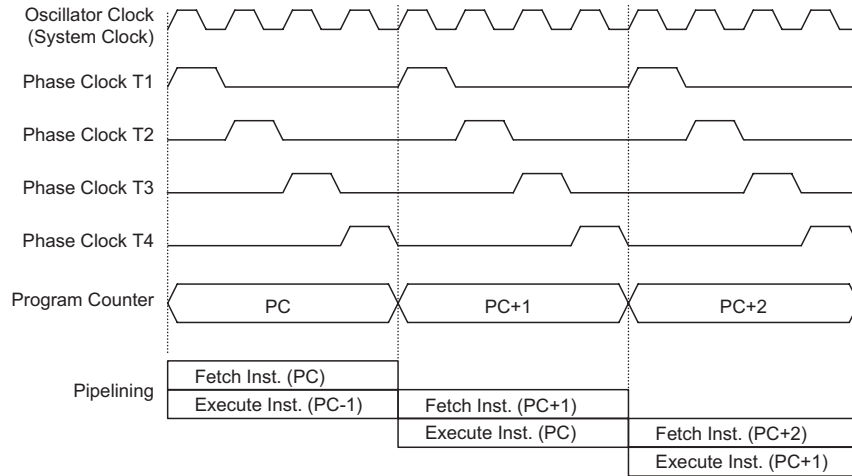 Oscillator Clock
(System Clock)
Phase Clock T1
Phase Clock T2
Phase Clock T3
Phase Clock T4
Program Counter
PC
PC+1
PC+2
Pipelining
Fetch Inst. (PC)
Execute Inst. (PC-1)
Fetch Inst. (PC+1)
Execute Inst. (PC)
Fetch Inst. (PC+2)
Execute Inst. (PC+1)